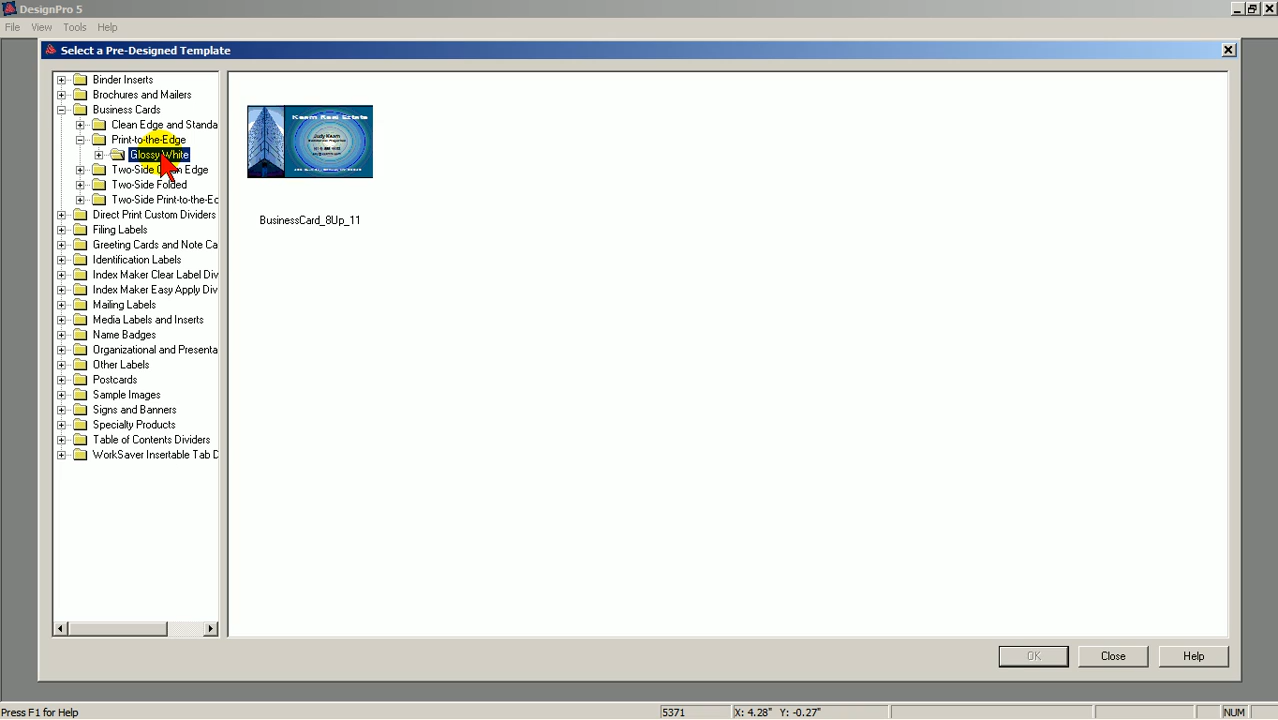 DesignPro 5
File View Tools Help
Select a Pre-Designed Template
Binder Inserts
Brochures and Mailers
Business Cards
Clean Edge and Standa
Print-to-the-Edge
Glossy White
Two-Side Clean Edge
Two-Side Folded
Two-Side Print-to-the-Ec
Direct Print Custom Dividers
Filing Labels
Greeting Cards and Note Ca
Identification Labels
Index Maker Clear Label Div
Index Maker Easy Apply Div
Mailing Labels
Media Labels and Inserts
Name Badges
Organizational and Presenta
Other Labels
Postcards
Sample Images
Signs and Banners
Specialty Products
Table of Contents Dividers
WorkSaver Insertable Tab D
Kearn Real Estate
Judy Kearn
BusinessCard_8Up_11
OK Close Help
Press F1 for Help 5371 X: 4.28" Y: -0.27" NUM